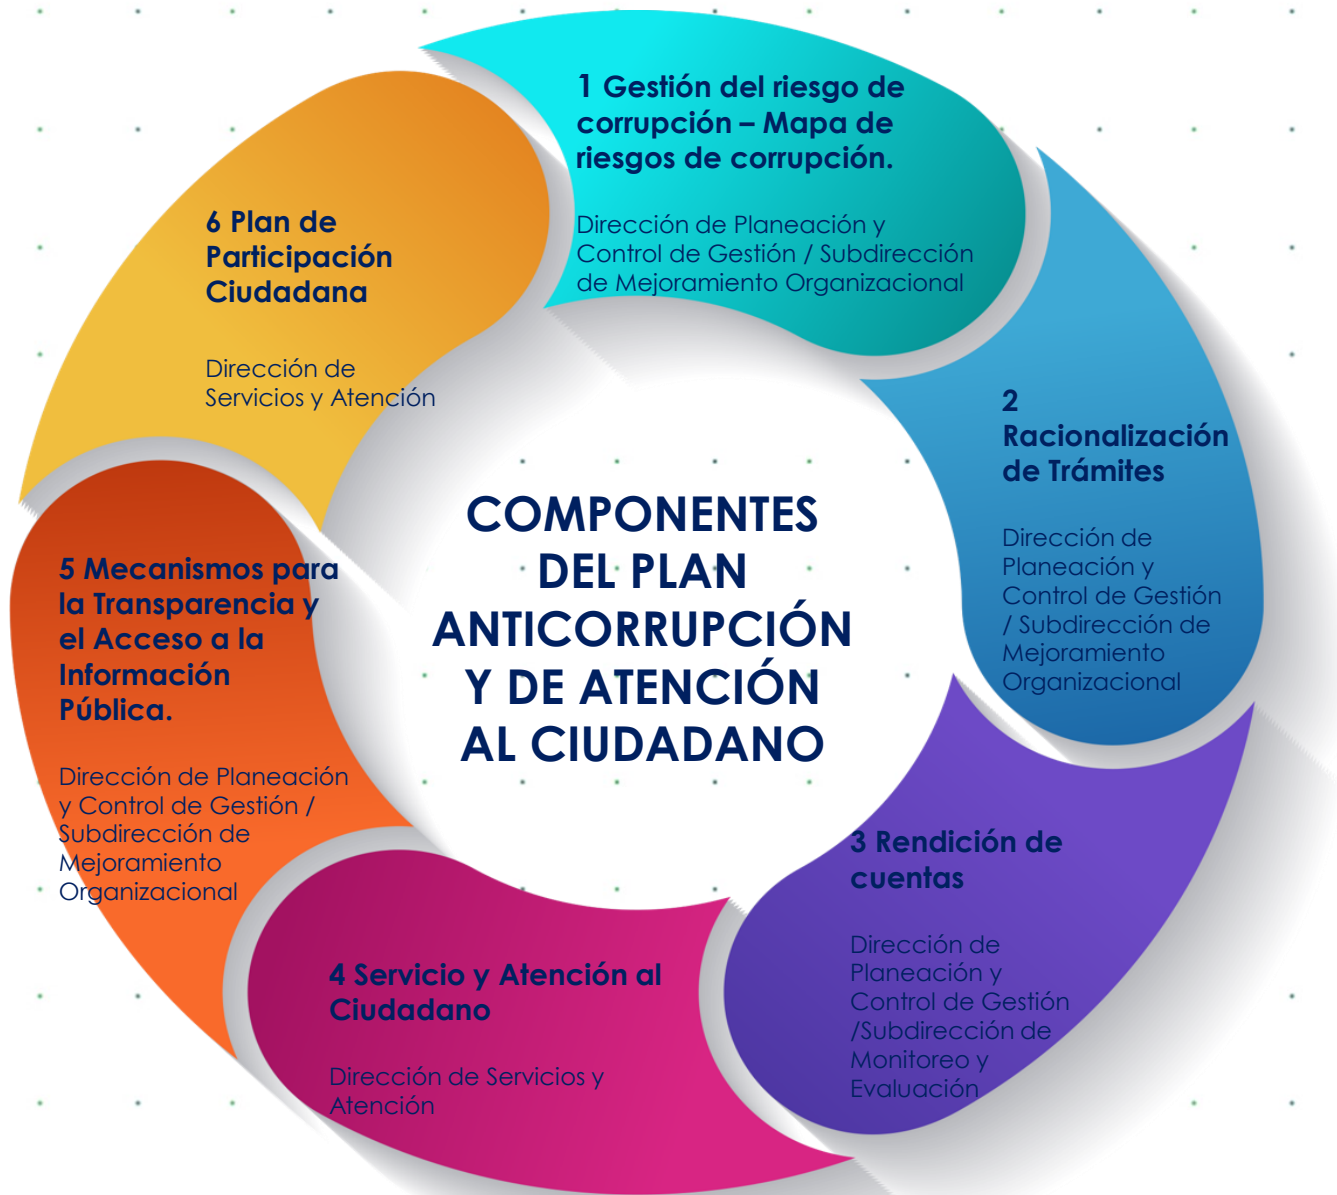 1 Gestión del riesgo de
corrupción – Mapa de
riesgos de corrupción.
Dirección de Planeación y
Control de Gestión / Subdirección
de Mejoramiento Organizacional
2
Racionalización
de Trámites
Dirección de
Planeación y
Control de Gestión
/ Subdirección de
Mejoramiento
Organizacional
3 Rendición de
cuentas
Dirección de
Planeación y
Control de Gestión
/Subdirección de
Monitoreo y
Evaluación
4 Servicio y Atención al
Ciudadano
Dirección de Servicios y
Atención
5 Mecanismos para
la Transparencia y
el Acceso a la
Información
Pública.
Dirección de Planeación
y Control de Gestión /
Subdirección de
Mejoramiento
Organizacional
6 Plan de
Participación
Ciudadana
Dirección de
Servicios y Atención
COMPONENTES
DEL PLAN
ANTICORRUPCIÓN
Y DE ATENCIÓN
AL CIUDADANO